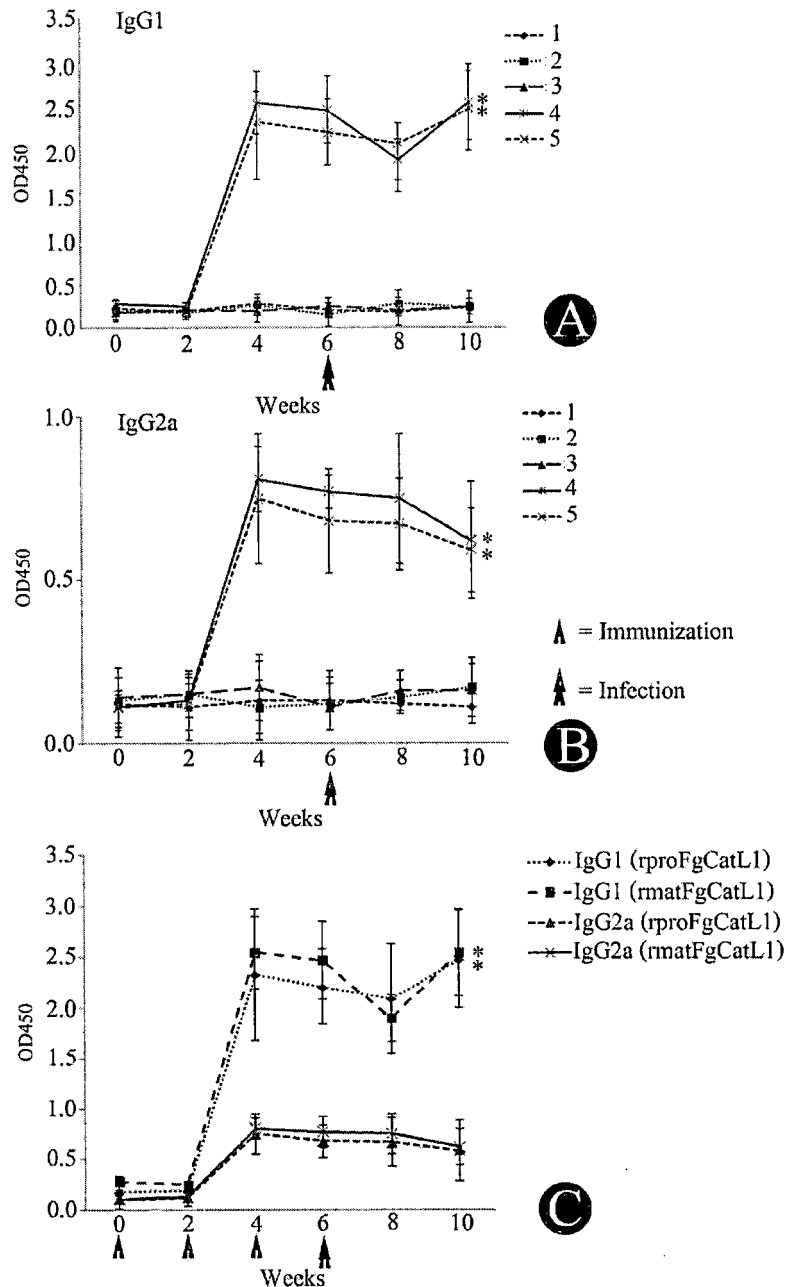 IgG1
3.5
3.0
2.5
2.0
1.5
1.0
0.5
0.0
OD450
0 2 4 6 8 10
Weeks
1
2
3
4
5
*
*
A
IgG2a
1.0
0.5
0.0
OD450
0 2 4 6 8 10
Weeks
1
2
3
4
5
*
*
= Immunization
= Infection
B
3.5
3.0
2.5
2.0
1.5
1.0
0.5
0.0
OD450
0 2 4 6 8 10
Weeks
IgG1 (rproFgCatL1)
IgG1 (rmatFgCatL1)
IgG2a (rproFgCatL1)
IgG2a (rmatFgCatL1)
*
*
C